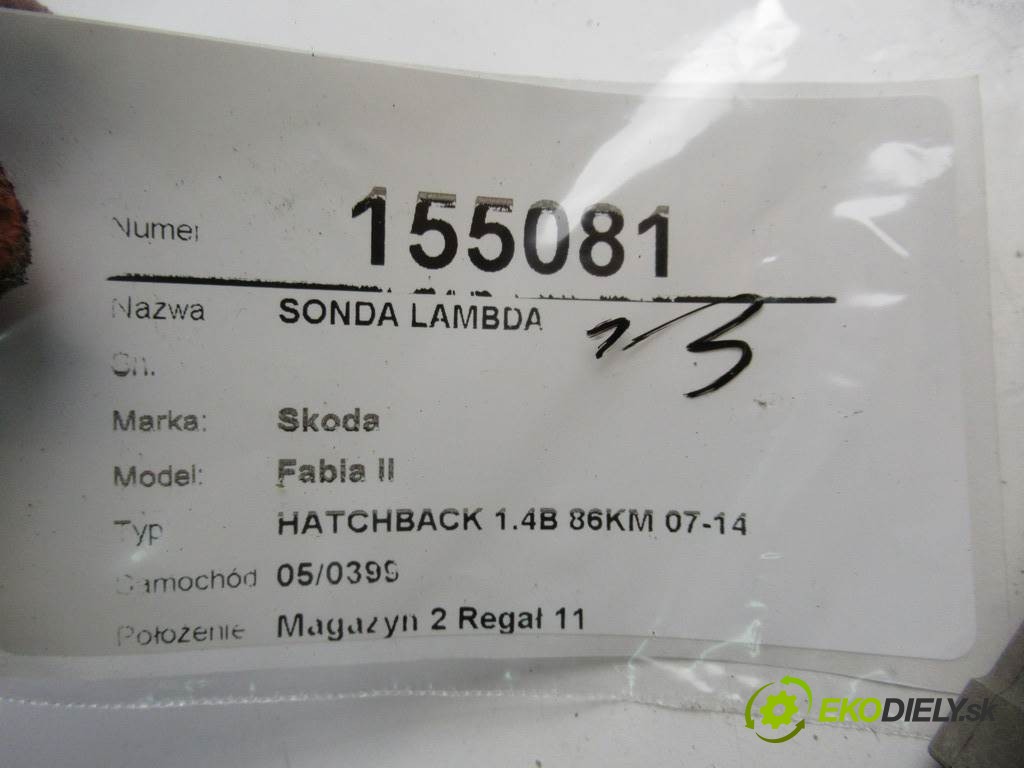 Numer 155081
Nazwa SONDA LAMBDA
Marka: Skoda
Model: Fabia II
Typ HATCHBACK 1.4B 86KM 07-14
Samochód 05/0399
Położenie Magazyn 2 Regał 11
EKODIELY.sk